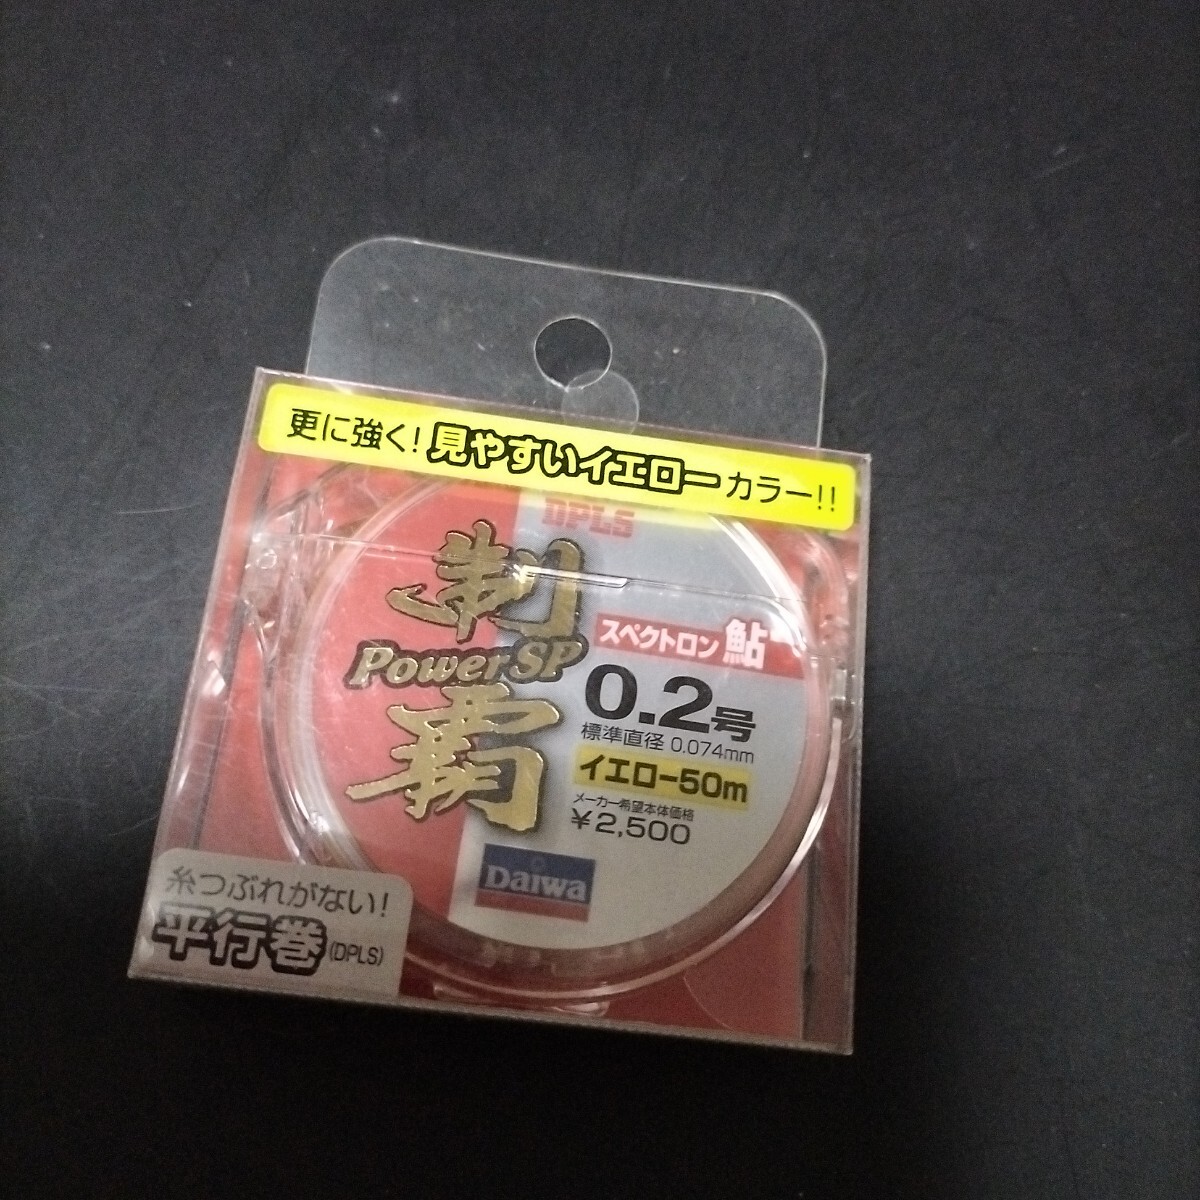 更に強く!見やすいイエローカラー!!
DPLS
制覇
Power SP
スペクトロン鮎
0.2号
標準直径 0.074mm
イエロー50m
メーカー希望本体価格
¥2,500
Daiwa
糸つぶれがない!
平行巻(DPLS)